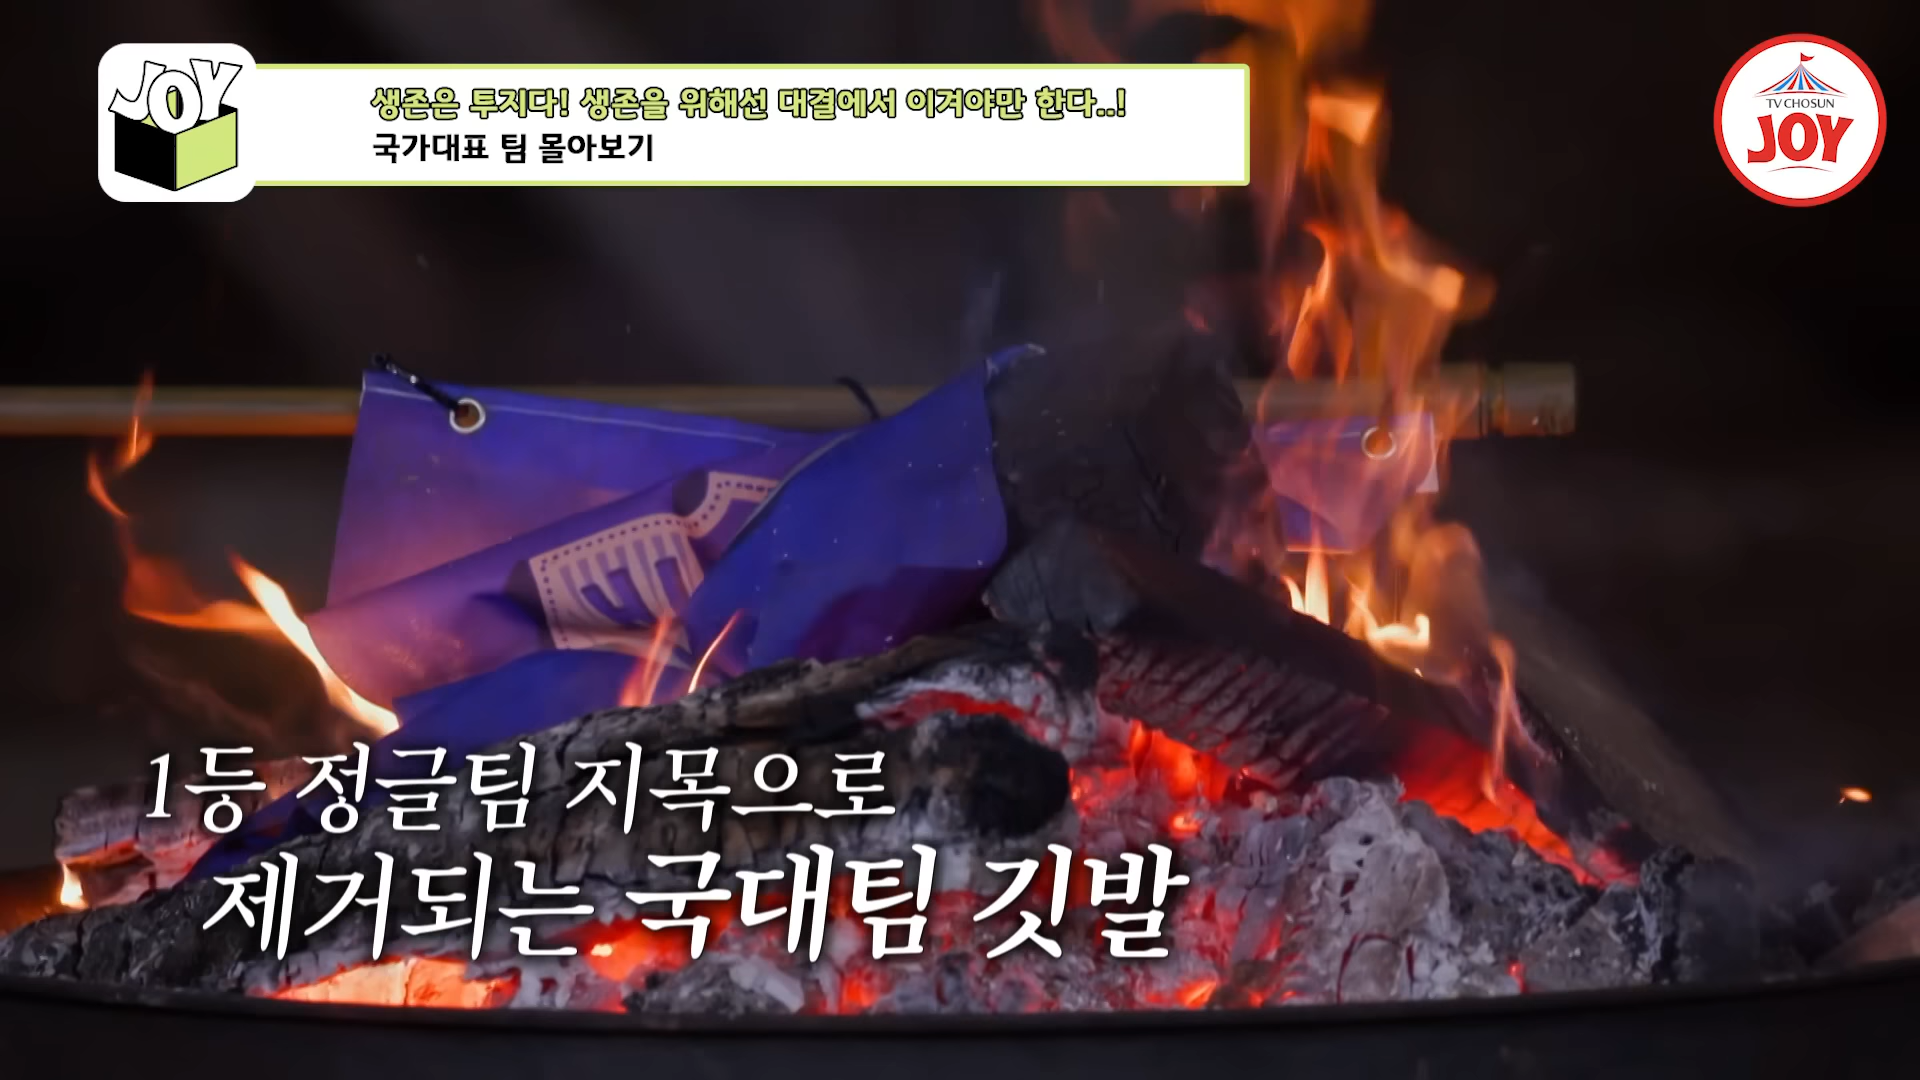 JOY
생존은 투지다! 생존을 위해선 대결에서 이겨야만 한다..!
국가대표 팀 몰아보기
TV CHOSUN
JOY
1등 정글팀 지목으로
제거되는 국대팀 깃발